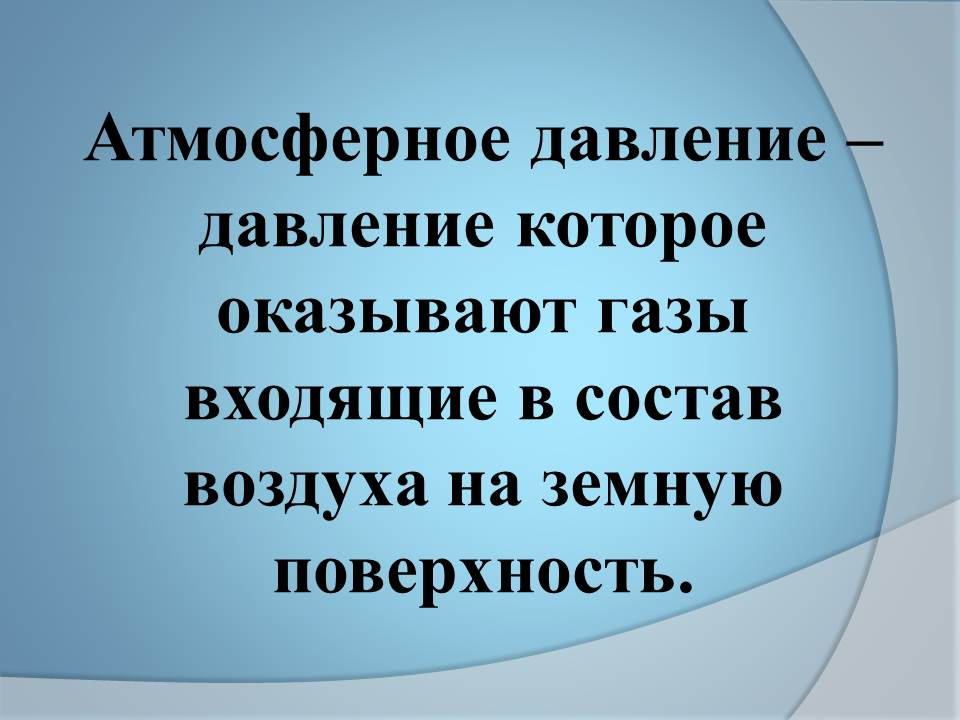 Атмосферное давление –
давление которое
оказывают газы
входящие в состав
воздуха на земную
поверхность.